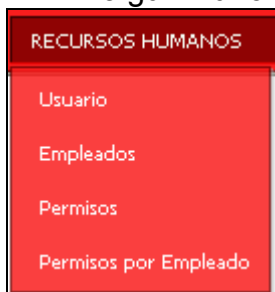 RECURSOS HUMANOS
Usuario
Empleados
Permisos
Permisos por Empleado